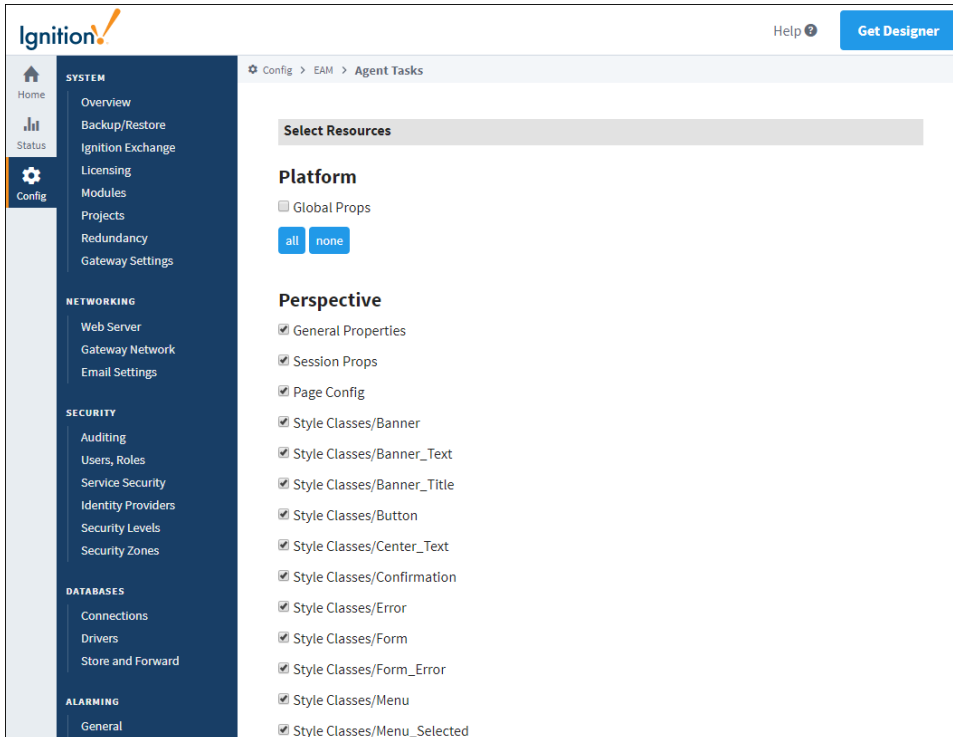 Ignition!
Help ?
Get Designer
Home
Status
Config
SYSTEM
Overview
Backup/Restore
Ignition Exchange
Licensing
Modules
Projects
Redundancy
Gateway Settings
NETWORKING
Web Server
Gateway Network
Email Settings
SECURITY
Auditing
Users, Roles
Service Security
Identity Providers
Security Levels
Security Zones
DATABASES
Connections
Drivers
Store and Forward
ALARMING
General
Config > EAM > Agent Tasks
Select Resources
Platform
Global Props
all none
Perspective
General Properties
Session Props
Page Config
Style Classes/Banner
Style Classes/Banner_Text
Style Classes/Banner_Title
Style Classes/Button
Style Classes/Center_Text
Style Classes/Confirmation
Style Classes/Error
Style Classes/Form
Style Classes/Form_Error
Style Classes/Menu
Style Classes/Menu_Selected